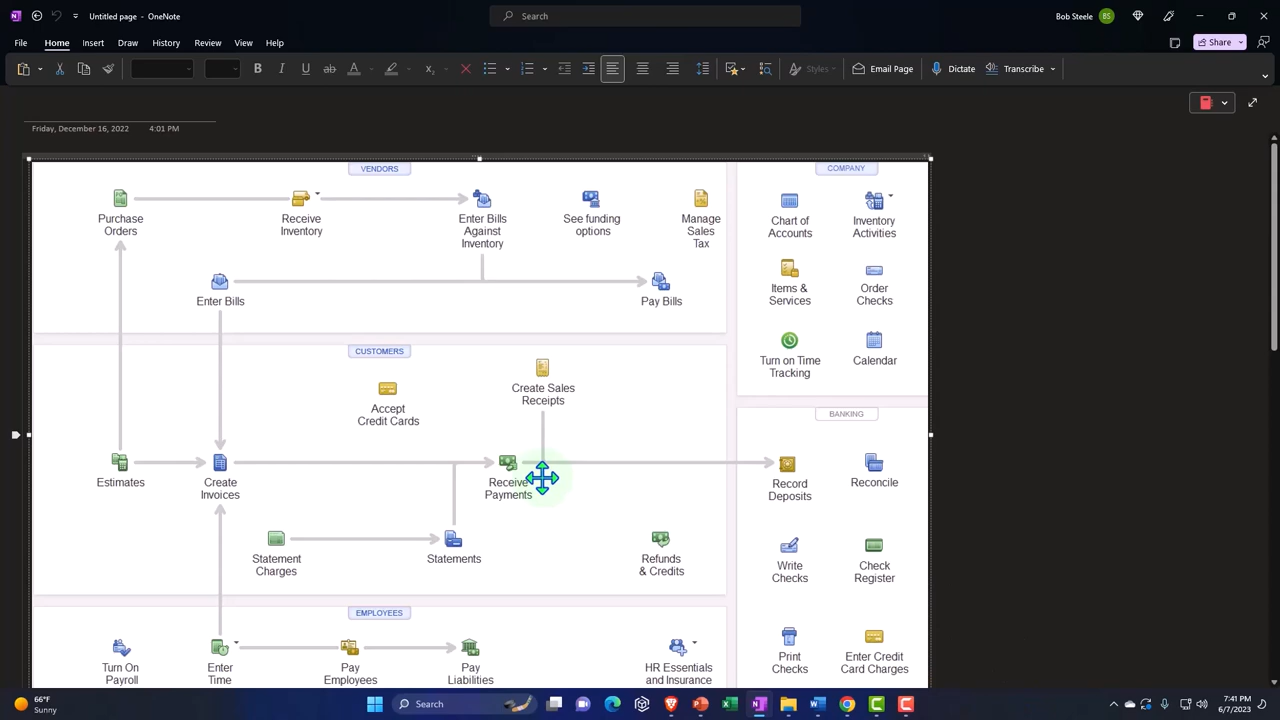 Untitled page - OneNote
Search
Bob Steele
BS
File
Home
Insert
Draw
History
Review
View
Help
Share
Styles
Email Page
Dictate
Transcribe
Friday, December 16, 2022
4:01 PM
VENDORS
Purchase
Orders
Receive
Inventory
Enter Bills
Against
Inventory
See funding
options
Manage
Sales
Tax
Enter Bills
Pay Bills
COMPANY
Chart of
Accounts
Inventory
Activities
Items &
Services
Order
Checks
Turn on Time
Tracking
Calendar
CUSTOMERS
Accept
Credit Cards
Create Sales
Receipts
Estimates
Create
Invoices
Receive
Payments
Statement
Charges
Statements
Refunds
& Credits
BANKING
Record
Deposits
Reconcile
Write
Checks
Check
Register
Print
Checks
Enter Credit
Card Charges
EMPLOYEES
Turn On
Payroll
Enter
Time
Pay
Employees
Pay
Liabilities
HR Essentials
and Insurance
66°F
Sunny
Search
7:41 PM
6/7/2023